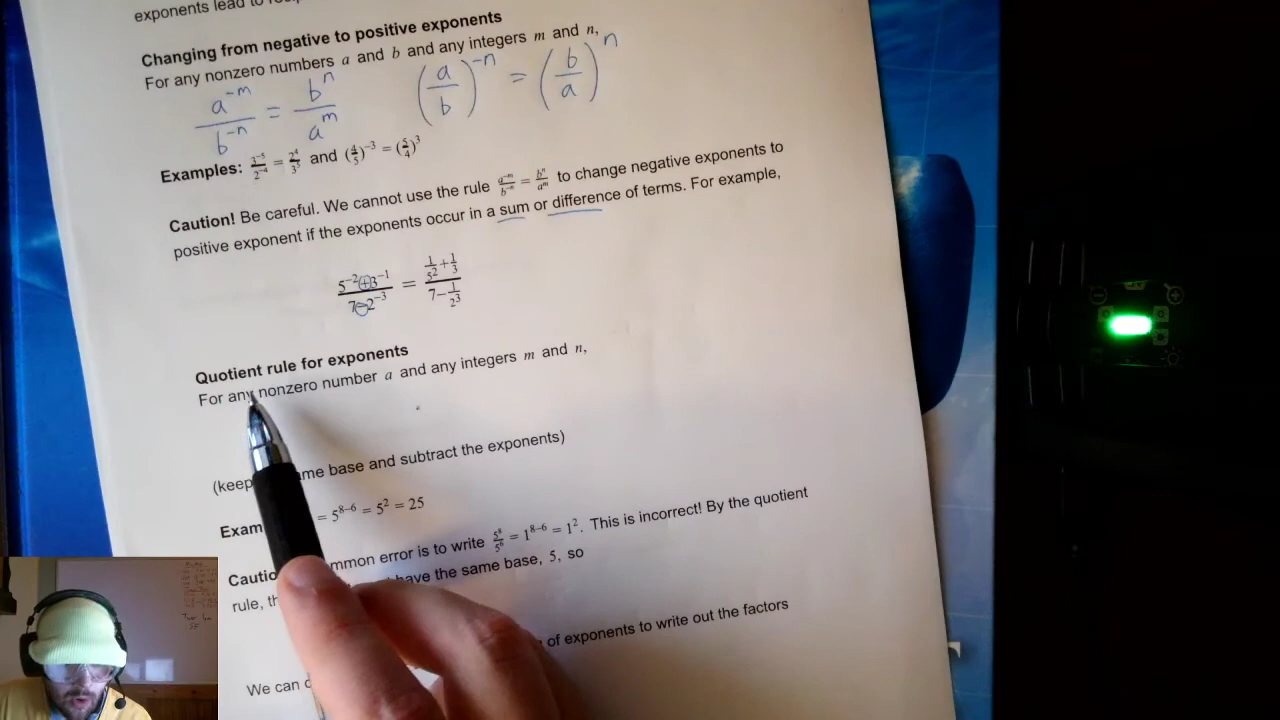 exponents lead to
Changing from negative to positive exponents
For any nonzero numbers a and b and any integers m and n,
a^{-m}/b^{-n} = b^n/a^m (a/b)^{-n} = (b/a)^n
Examples: 3^{-5}/2^{-4} = 2^4/3^5 and (4/5)^{-3} = (5/4)^3
Caution! Be careful. We cannot use the rule a^{-m}/b^{-n} = b^n/a^m to change negative exponents to
positive exponent if the exponents occur in a sum or difference of terms. For example,
(5^{-2}+3^{-1})/(7-2^{-3}) = (1/5^2+1/3)/(7-1/2^3)
Quotient rule for exponents
For any nonzero number a and any integers m and n,
(keep same base and subtract the exponents)
= 5^{8-6} = 5^2 = 25
common error is to write 5^8/5^6 = 1^{8-6} = 1^2. This is incorrect! By the quotient
rule, have the same base, 5, so
of exponents to write out the factors
We can